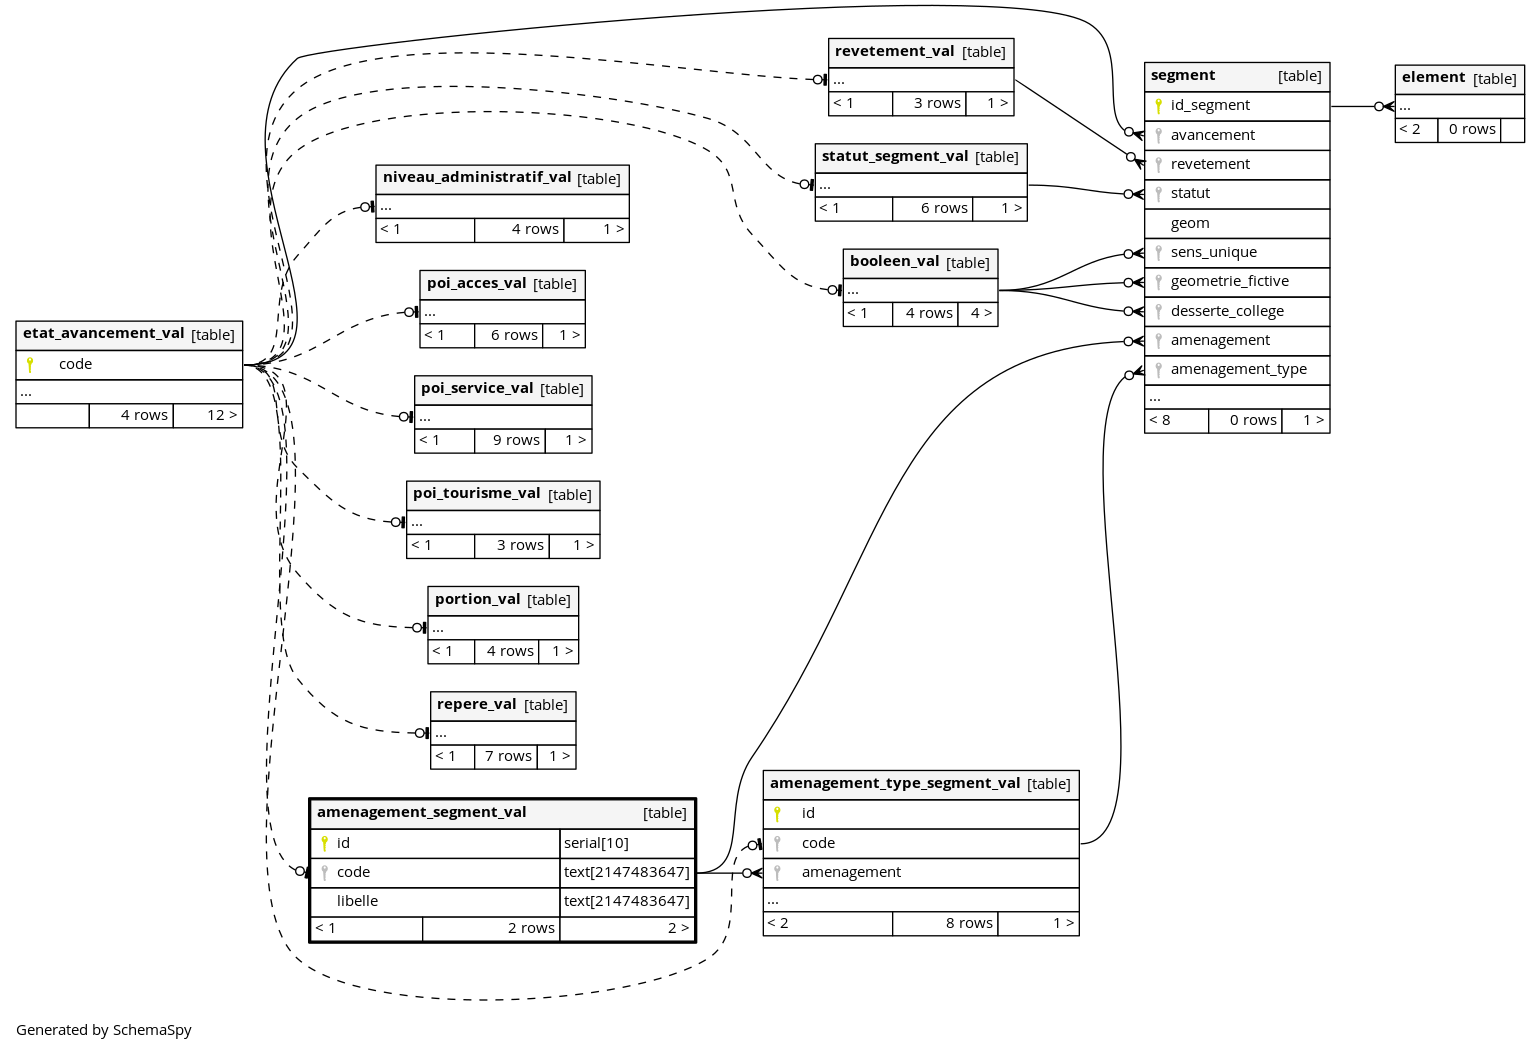 etat_avancement_val [table]
code
...
4 rows 12 >
niveau_administratif_val [table]
...
< 1 4 rows 1 >
poi_acces_val [table]
...
< 1 6 rows 1 >
poi_service_val [table]
...
< 1 9 rows 1 >
poi_tourisme_val [table]
...
< 1 3 rows 1 >
portion_val [table]
...
< 1 4 rows 1 >
repere_val [table]
...
< 1 7 rows 1 >
amenagement_segment_val [table]
id serial[10]
code text[2147483647]
libelle text[2147483647]
< 1 2 rows 2 >
revetement_val [table]
...
< 1 3 rows 1 >
statut_segment_val [table]
...
< 1 6 rows 1 >
booleen_val [table]
...
< 1 4 rows 4 >
amenagement_type_segment_val [table]
id
code
amenagement
...
< 2 8 rows 1 >
segment [table]
id_segment
avancement
revetement
statut
geom
sens_unique
geometrie_fictive
desserte_college
amenagement
amenagement_type
...
< 8 0 rows 1 >
element [table]
...
< 2 0 rows
Generated by SchemaSpy